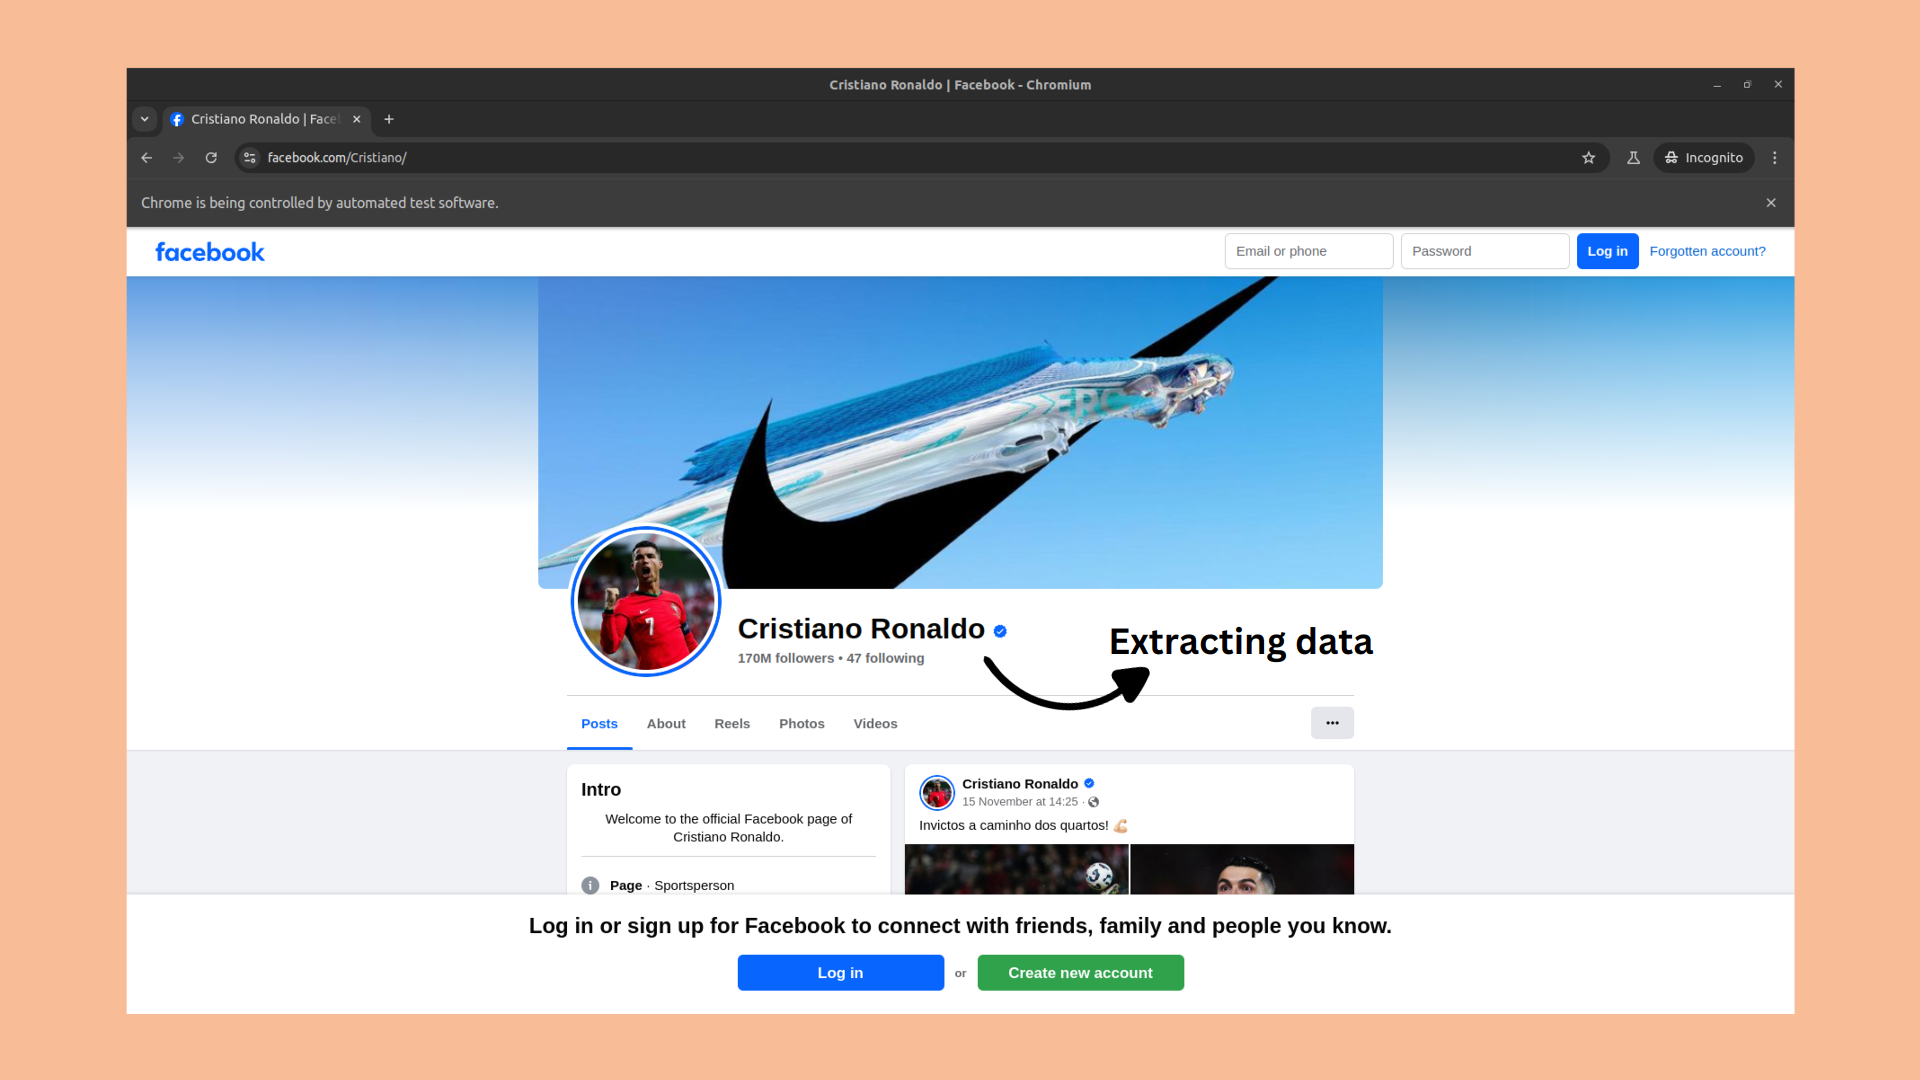 Cristiano Ronaldo | Facebook - Chromium
Cristiano Ronaldo | Face
facebook.com/Cristiano/
Incognito
Chrome is being controlled by automated test software.
facebook
Email or phone
Password
Log in
Forgotten account?
ERC
Cristiano Ronaldo
170M followers • 47 following
Extracting data
7
Posts
About
Reels
Photos
Videos
Intro
Welcome to the official Facebook page of
Cristiano Ronaldo.
Page · Sportsperson
Cristiano Ronaldo
15 November at 14:25 ·
Invictos a caminho dos quartos! 💪🏼
Log in or sign up for Facebook to connect with friends, family and people you know.
Log in
or
Create new account